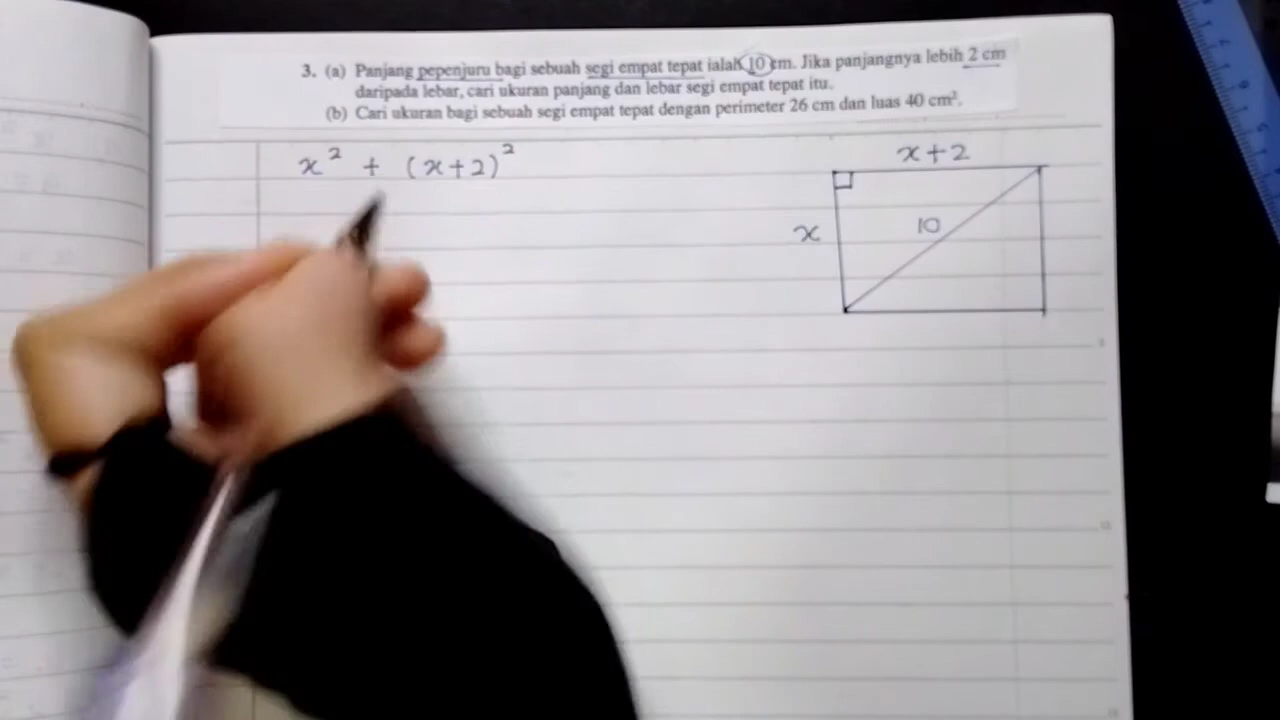 3. (a) Panjang pepenjuru bagi sebuah segi empat tepat ialah 10 cm. Jika panjangnya lebih 2 cm
daripada lebar, cari ukuran panjang dan lebar segi empat tepat itu.
(b) Cari ukuran bagi sebuah segi empat tepat dengan perimeter 26 cm dan luas 40 cm².
x² + (x+2)²
x+2
x
10